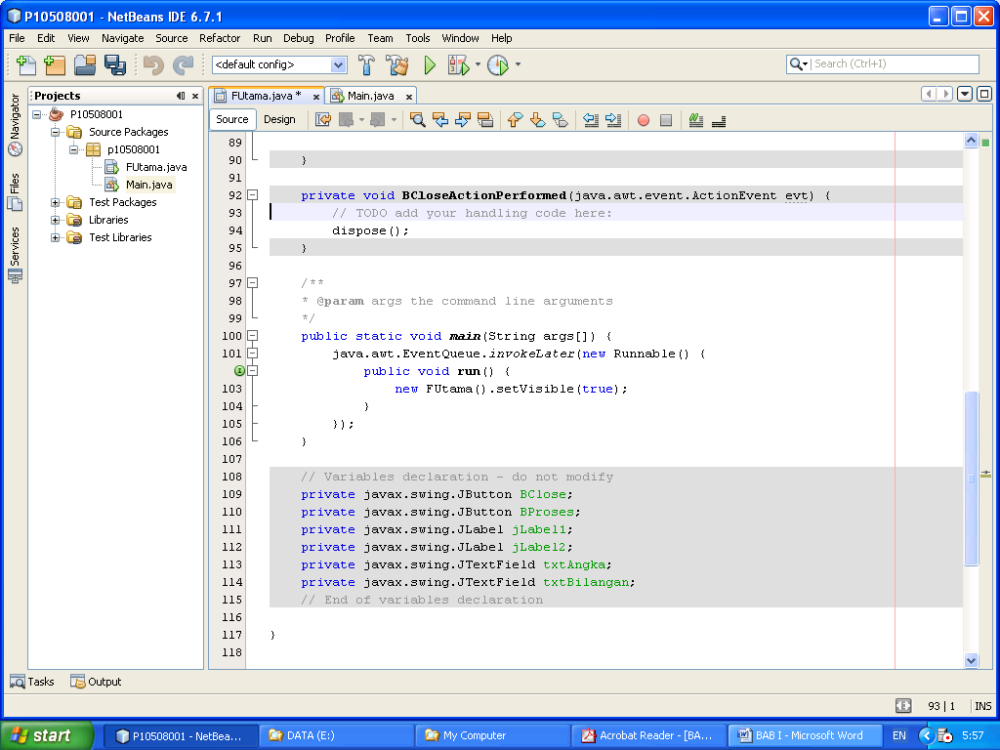 P10508001 - NetBeans IDE 6.7.1
File Edit View Navigate Source Refactor Run Debug Profile Team Tools Window Help
<default config>
Search (Ctrl+I)
Navigator
Files
Services
Projects
P10508001
Source Packages
p10508001
FUtama.java
Main.java
Test Packages
Libraries
Test Libraries
FUtama.java *
Main.java
Source Design
89
90 }
91
92 private void BCloseActionPerformed(java.awt.event.ActionEvent evt) {
93 // TODO add your handling code here:
94 dispose();
95 }
96
97 /**
98 * @param args the command line arguments
99 */
100 public static void main(String args[]) {
101 java.awt.EventQueue.invokeLater(new Runnable() {
public void run() {
103 new FUtama().setVisible(true);
104 }
105 });
106 }
107
108 // Variables declaration - do not modify
109 private javax.swing.JButton BClose;
110 private javax.swing.JButton BProses;
111 private javax.swing.JLabel jLabel1;
112 private javax.swing.JLabel jLabel2;
113 private javax.swing.JTextField txtAngka;
114 private javax.swing.JTextField txtBilangan;
115 // End of variables declaration
116
117 }
118
Tasks Output
93 | 1 INS
start P10508001 - NetBea... DATA (E:) My Computer Acrobat Reader - [BA... BAB I - Microsoft Word EN 5:57